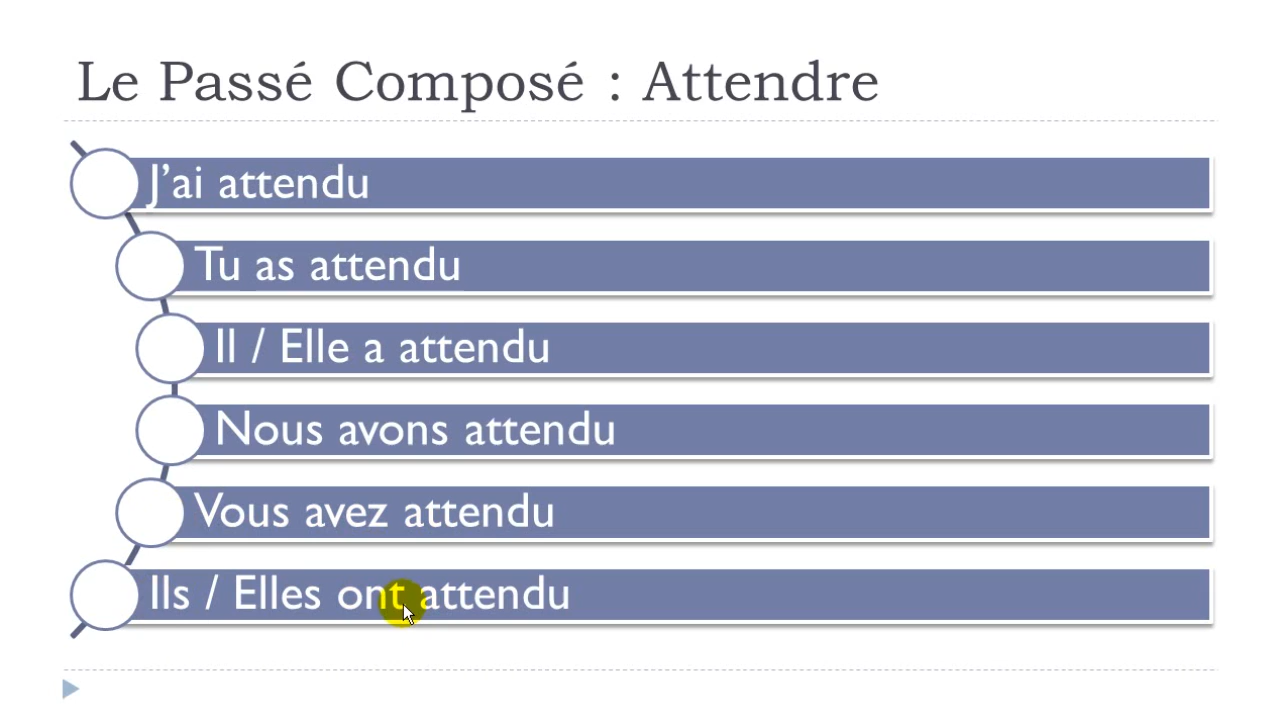 Le Passé Composé : Attendre
J’ai attendu
Tu as attendu
Il / Elle a attendu
Nous avons attendu
Vous avez attendu
Ils / Elles ont attendu